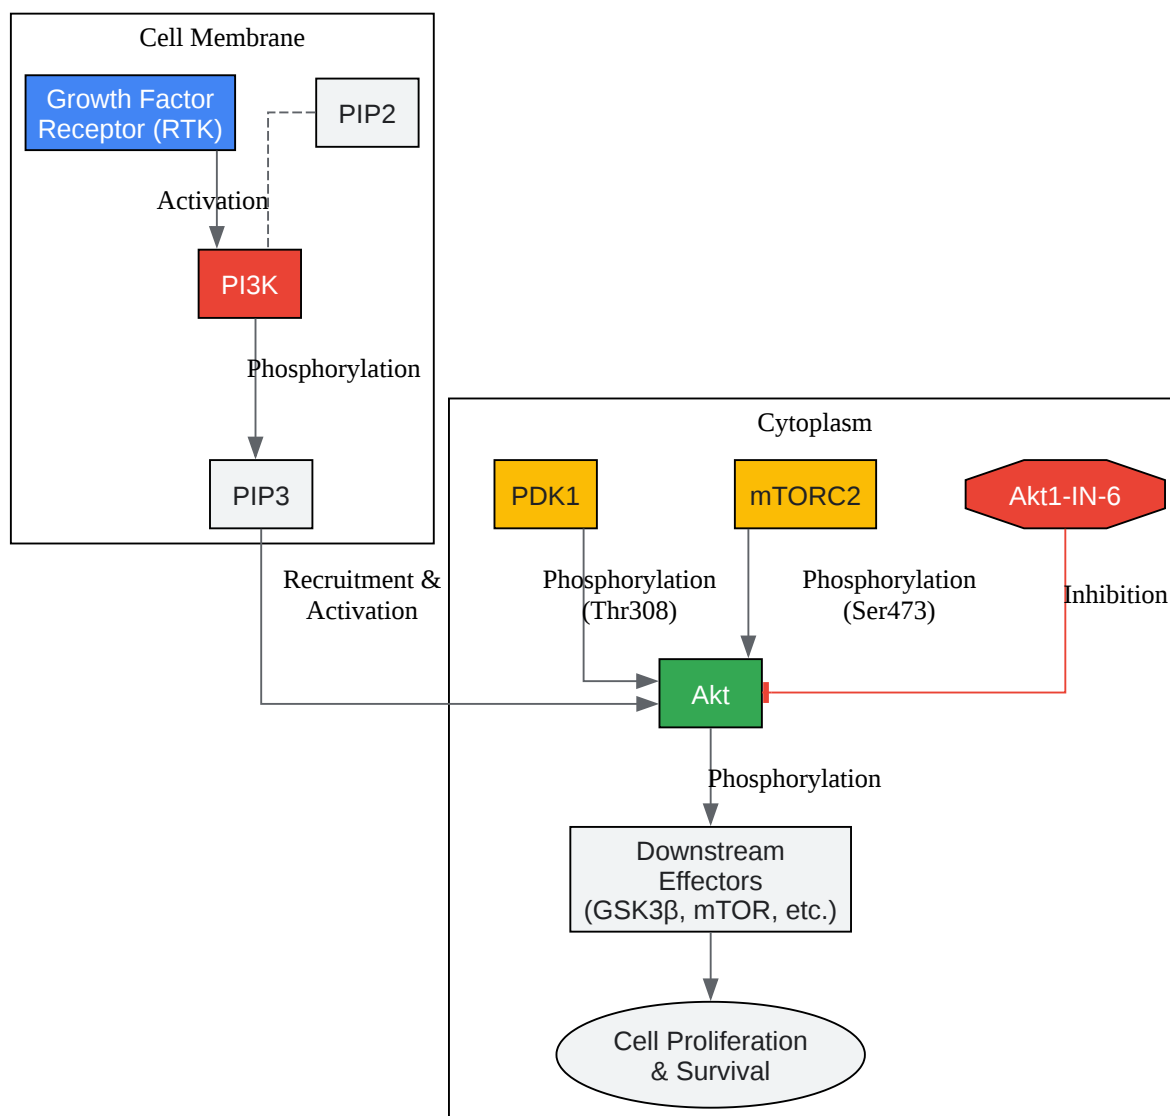 Cell Membrane
Growth Factor
Receptor (RTK)
PIP2
Activation
PI3K
Phosphorylation
PIP3
Cytoplasm
PDK1
mTORC2
Akt1-IN-6
Recruitment &
Activation
Phosphorylation
(Thr308)
Phosphorylation
(Ser473)
Inhibition
Akt
Phosphorylation
Downstream
Effectors
(GSK3β, mTOR, etc.)
Cell Proliferation
& Survival